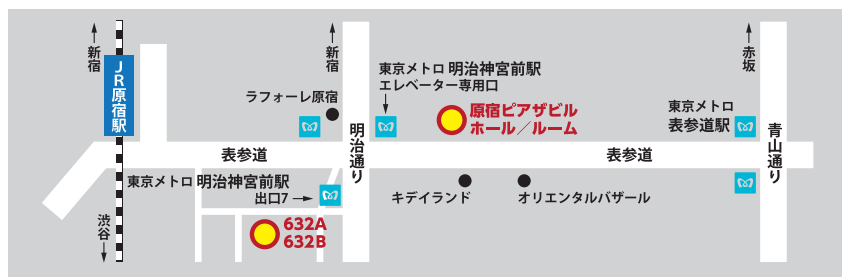 新宿
JR原宿駅
渋谷
新宿
ラフォーレ原宿
明治通り
東京メトロ 明治神宮前駅
エレベーター専用口
原宿ピアザビル
ホール/ルーム
表参道
東京メトロ 明治神宮前駅
出口7
632A
632B
キデイランド
オリエンタルバザール
表参道
赤坂
東京メトロ
表参道駅
青山通り